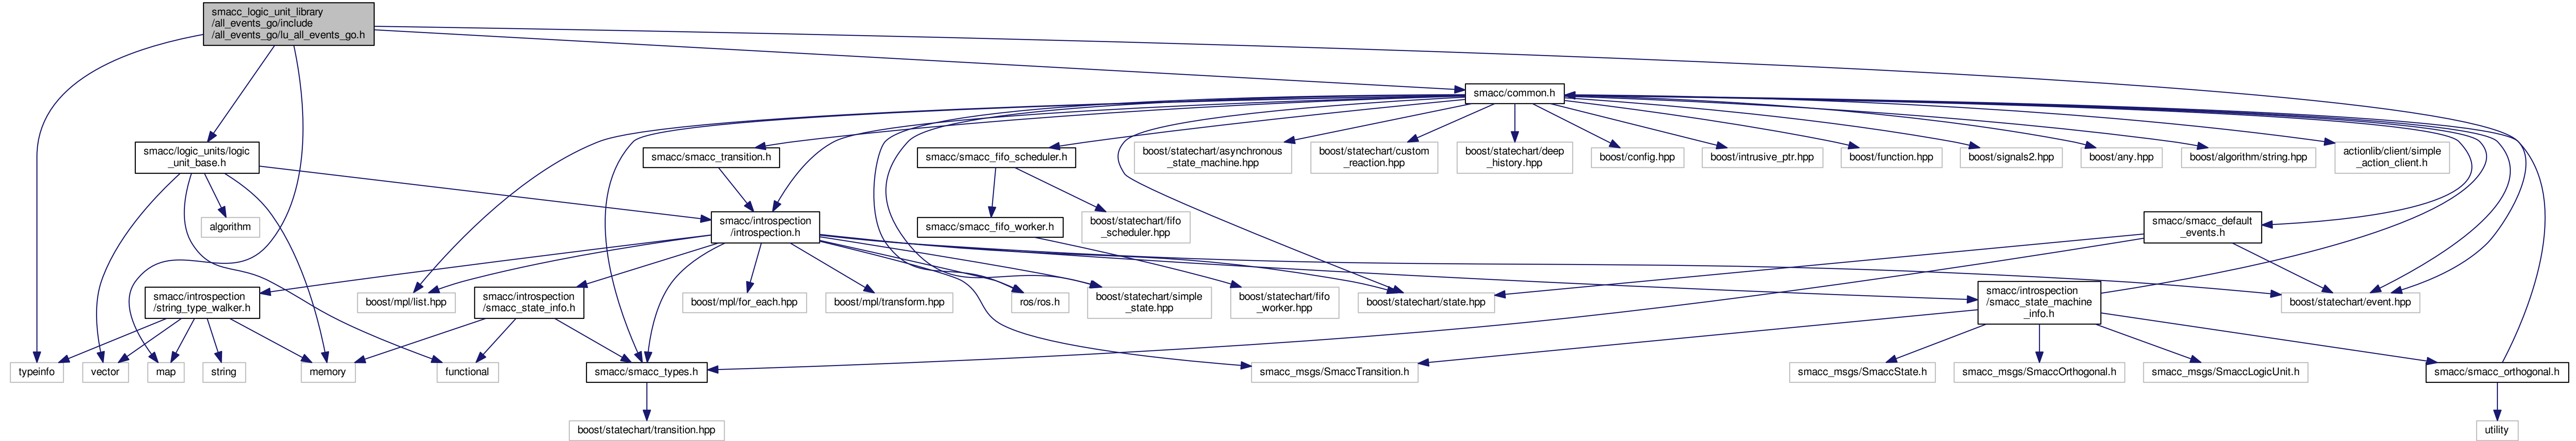 smacc_logic_unit_library
/all_events_go/include
/all_events_go/lu_all_events_go.h
smacc/common.h
smacc/logic_units/logic
_unit_base.h
smacc/smacc_transition.h
smacc/smacc_fifo_scheduler.h
boost/statechart/asynchronous
_state_machine.hpp
boost/statechart/custom
_reaction.hpp
boost/statechart/deep
_history.hpp
boost/config.hpp
boost/intrusive_ptr.hpp
boost/function.hpp
boost/signals2.hpp
boost/any.hpp
boost/algorithm/string.hpp
actionlib/client/simple
_action_client.h
algorithm
smacc/introspection
/introspection.h
smacc/smacc_fifo_worker.h
boost/statechart/fifo
_scheduler.hpp
smacc/smacc_default
_events.h
smacc/introspection
/string_type_walker.h
boost/mpl/list.hpp
smacc/introspection
/smacc_state_info.h
boost/mpl/for_each.hpp
boost/mpl/transform.hpp
ros/ros.h
boost/statechart/simple
_state.hpp
boost/statechart/fifo
_worker.hpp
boost/statechart/state.hpp
smacc/introspection
/smacc_state_machine
_info.h
boost/statechart/event.hpp
typeinfo
vector
map
string
memory
functional
smacc/smacc_types.h
smacc_msgs/SmaccTransition.h
smacc_msgs/SmaccState.h
smacc_msgs/SmaccOrthogonal.h
smacc_msgs/SmaccLogicUnit.h
smacc/smacc_orthogonal.h
boost/statechart/transition.hpp
utility